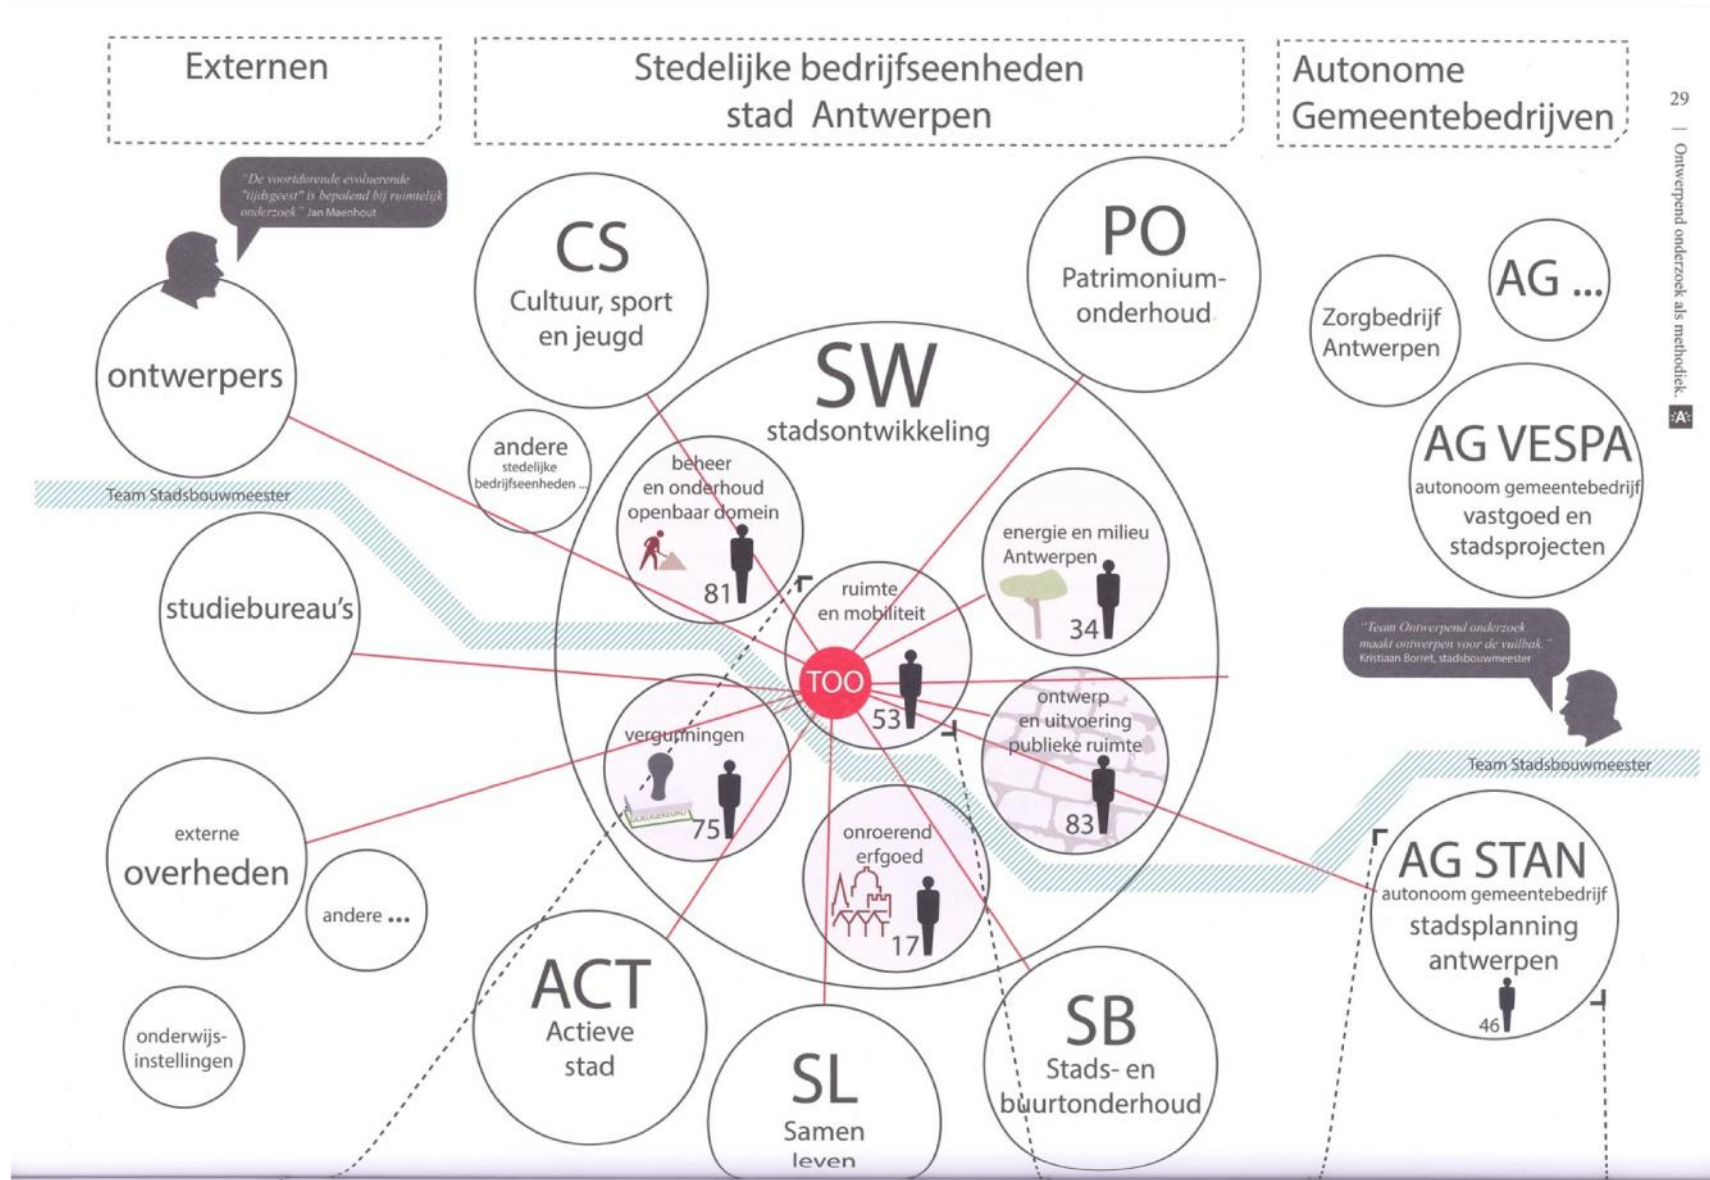 Externen
Stedelijke bedrijfseenheden
stad Antwerpen
Autonome
Gemeentebedrijven
29 | Ontwerpend onderzoek als methodiek.
A
"De voortdurende evoluerende
"tijdsgeest" is bepalend bij ruimtelijk
onderzoek" Jan Maenhout
ontwerpers
Team Stadsbouwmeester
studiebureau's
externe
overheden
andere ...
onderwijs-
instellingen
CS
Cultuur, sport
en jeugd
andere
stedelijke
bedrijfseenheden ...
PO
Patrimonium-
onderhoud
SW
stadsontwikkeling
beheer
en onderhoud
openbaar domein
81
ruimte
en mobiliteit
TOO
53
energie en milieu
Antwerpen
34
ontwerp
en uitvoering
publieke ruimte
83
vergunningen
GOEDGEKEURD
75
onroerend
erfgoed
17
ACT
Actieve
stad
SL
Samen
leven
SB
Stads- en
buurtonderhoud
Zorgbedrijf
Antwerpen
AG ...
AG VESPA
autonoom gemeentebedrijf
vastgoed en
stadsprojecten
"Team Ontwerpend onderzoek
maakt ontwerpen voor de vuilbak."
Kristiaan Borret, stadsbouwmeester
Team Stadsbouwmeester
AG STAN
autonoom gemeentebedrijf
stadsplanning
antwerpen
46